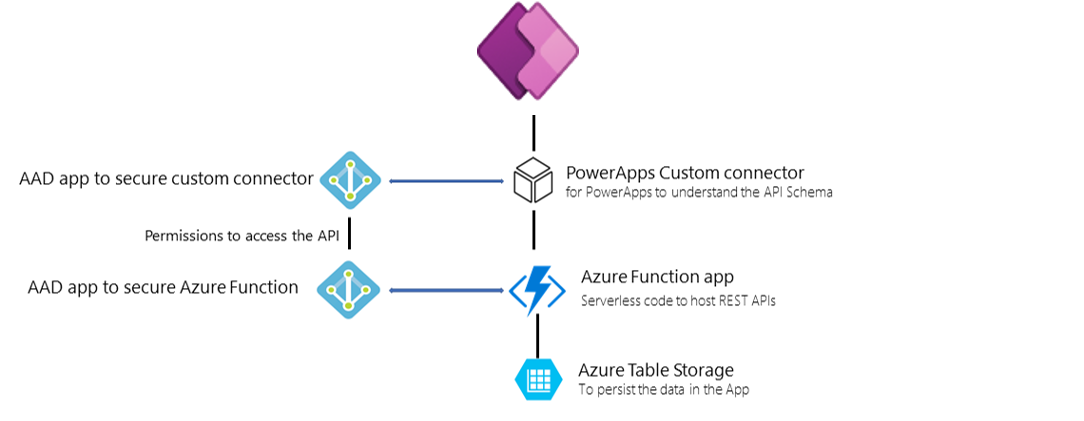 AAD app to secure custom connector
PowerApps Custom connector
for PowerApps to understand the API Schema
Permissions to access the API
AAD app to secure Azure Function
Azure Function app
Serverless code to host REST APIs
Azure Table Storage
To persist the data in the App